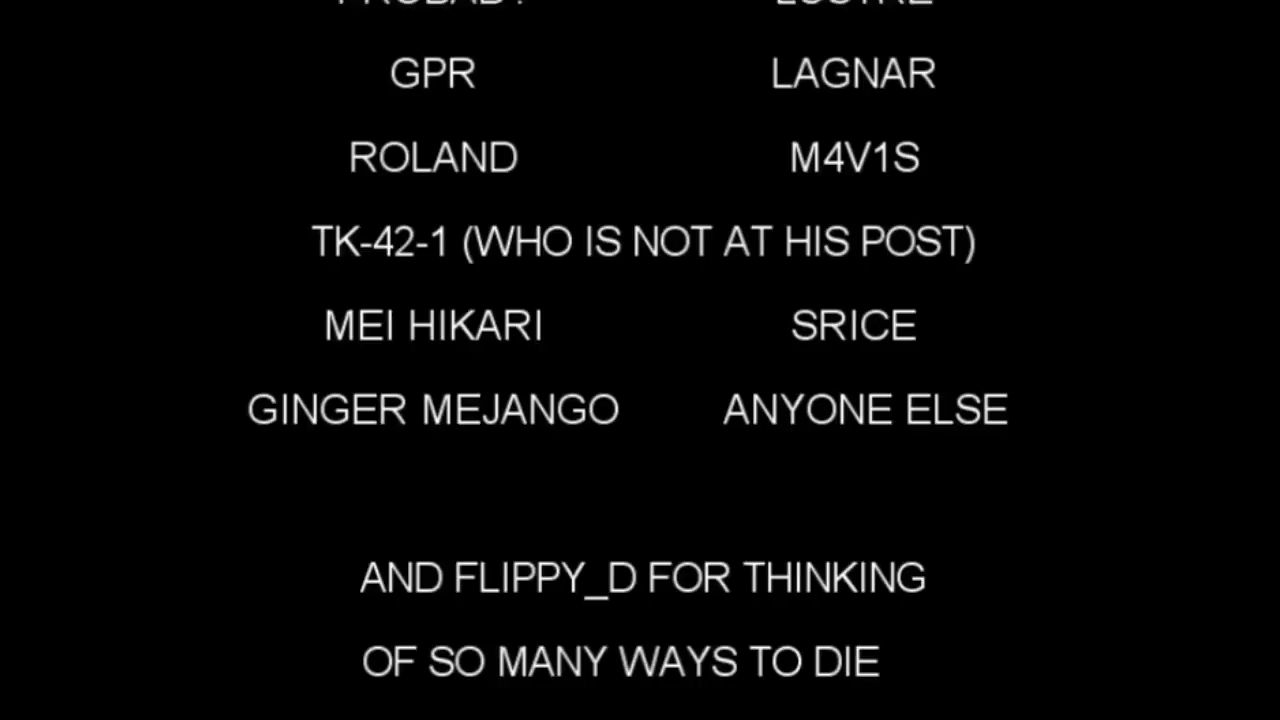 GPR LAGNAR
ROLAND M4V1S
TK-42-1 (WHO IS NOT AT HIS POST)
MEI HIKARI SRICE
GINGER MEJANGO ANYONE ELSE
AND FLIPPY_D FOR THINKING
OF SO MANY WAYS TO DIE